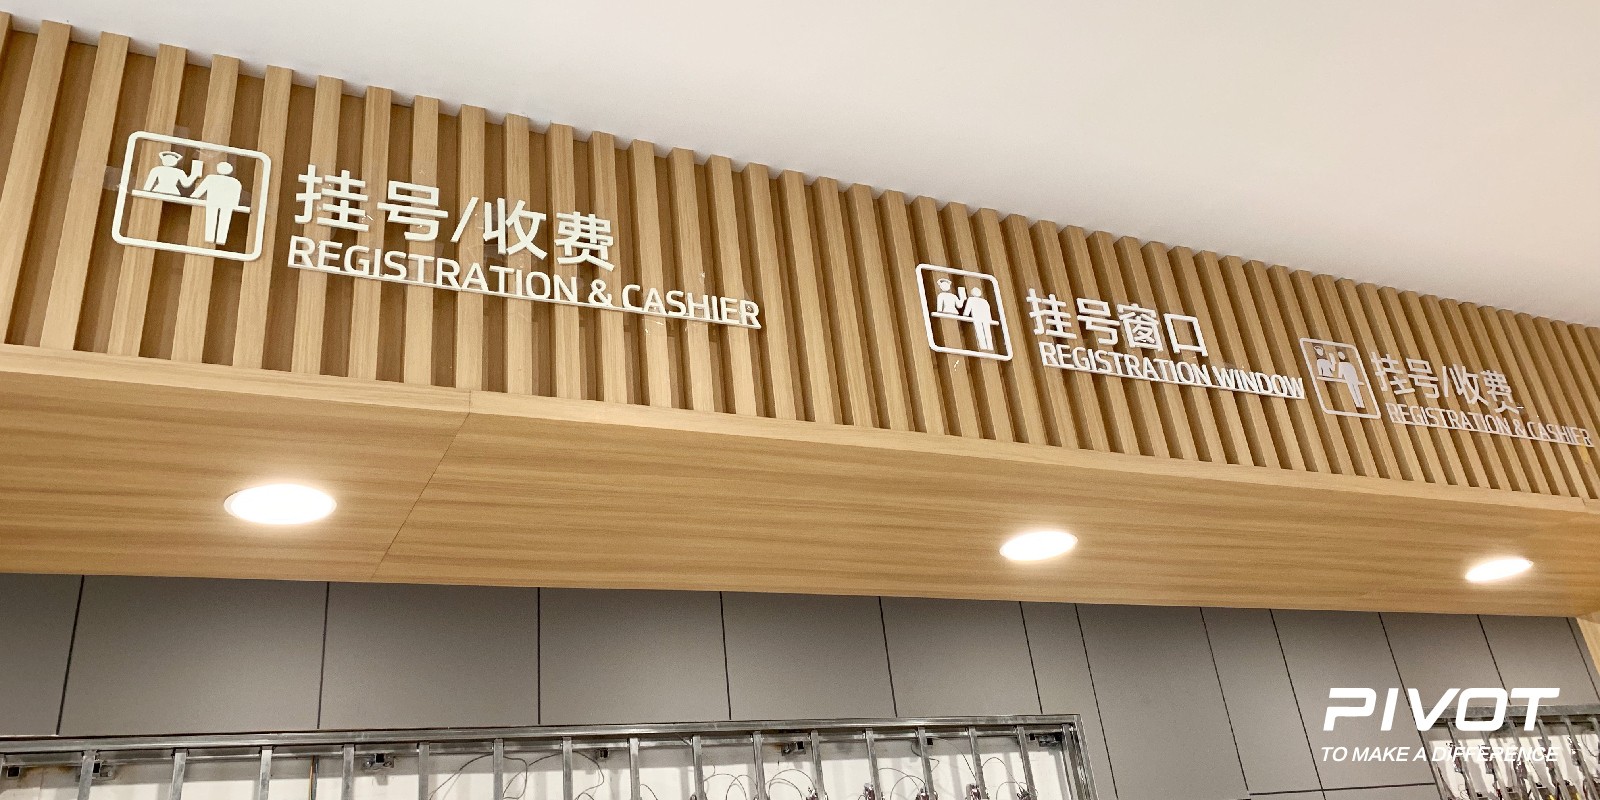 挂号/收费
REGISTRATION & CASHIER
挂号窗口
REGISTRATION WINDOW
挂号/收费
REGISTRATION & CASHIER
PIVOT
TO MAKE A DIFFERENCE